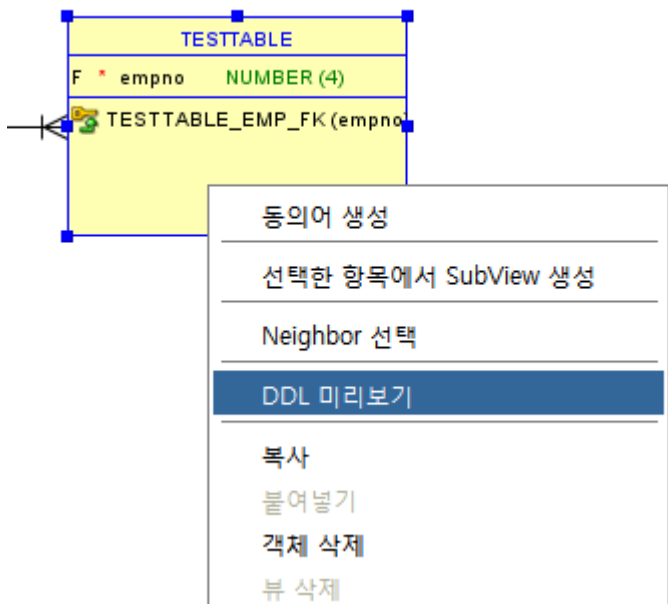 TESTTABLE
F * empno NUMBER (4)
TESTTABLE_EMP_FK (empno)
동의어 생성
선택한 항목에서 SubView 생성
Neighbor 선택
DDL 미리보기
복사
붙여넣기
객체 삭제
뷰 삭제